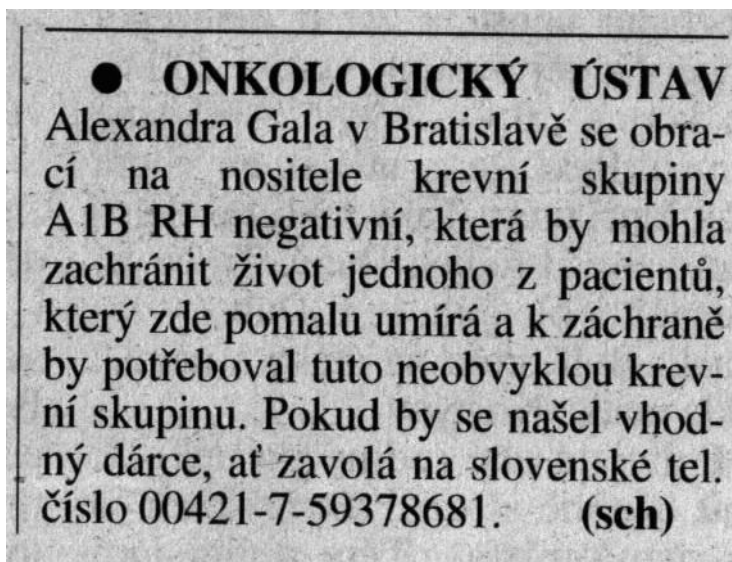 ● ONKOLOGICKÝ ÚSTAV
Alexandra Gala v Bratislavě se obra-
cí na nositele krevní skupiny
A1B RH negativní, která by mohla
zachránit život jednoho z pacientů,
který zde pomalu umírá a k záchraně
by potřeboval tuto neobvyklou krev-
ní skupinu. Pokud by se našel vhod-
ný dárce, ať zavolá na slovenské tel.
číslo 00421-7-59378681. (sch)